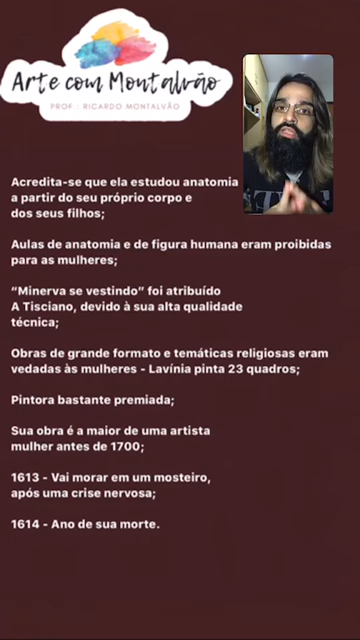 Arte com Montalvão
PROF : RICARDO MONTALVÃO
Acredita-se que ela estudou anatomia
a partir do seu próprio corpo e
dos seus filhos;
Aulas de anatomia e de figura humana eram proibidas
para as mulheres;
“Minerva se vestindo” foi atribuído
A Tisciano, devido à sua alta qualidade
técnica;
Obras de grande formato e temáticas religiosas eram
vedadas às mulheres - Lavínia pinta 23 quadros;
Pintora bastante premiada;
Sua obra é a maior de uma artista
mulher antes de 1700;
1613 - Vai morar em um mosteiro,
após uma crise nervosa;
1614 - Ano de sua morte.